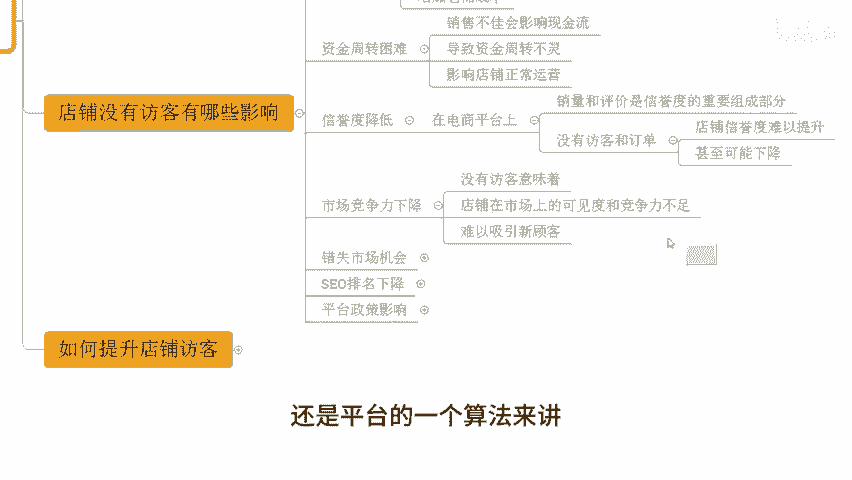 销售不佳会影响现金流
资金周转困难
导致资金周转不灵
影响店铺正常运营
店铺没有访客有哪些影响
信誉度降低
在电商平台上
销量和评价是信誉度的重要组成部分
没有访客和订单
店铺信誉度难以提升
甚至可能下降
市场竞争力下降
没有访客意味着
店铺在市场上的可见度和竞争力不足
难以吸引新顾客
错失市场机会
SEO排名下降
平台政策影响
如何提升店铺访客
还是平台的一个算法来讲